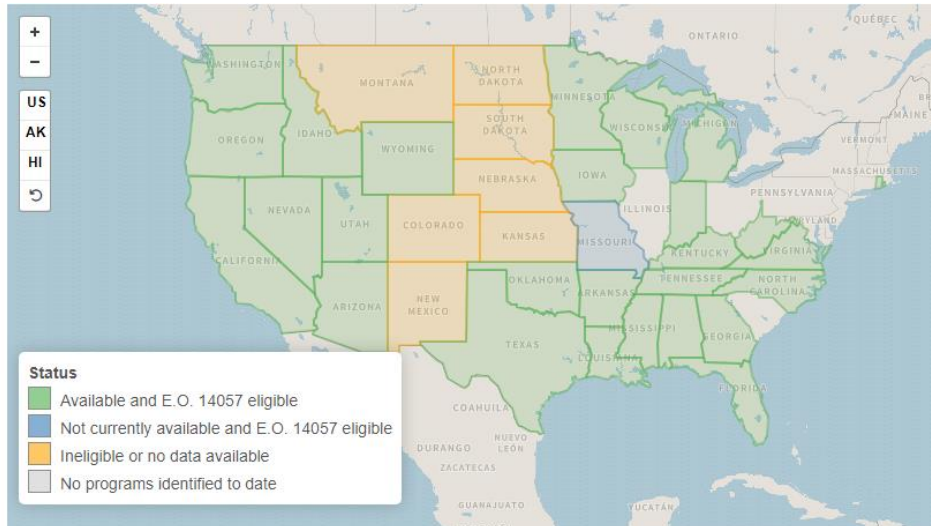 +
−
US
AK
HI
QUÉBEC
ONTARIO
WASHINGTON
MONTANA
NORTH
DAKOTA
MINNESOTA
MAINE
OREGON
IDAHO
SOUTH
DAKOTA
WISCONSIN
MICHIGAN
VERMONT
WYOMING
MASSACHUSETTS
NEBRASKA
IOWA
PENNSYLVANIA
NEVADA
UTAH
COLORADO
KANSAS
MISSOURI
ILLINOIS
MARYLAND
CALIFORNIA
KENTUCKY
VIRGINIA
ARIZONA
NEW
MEXICO
OKLAHOMA
ARKANSAS
TENNESSEE
NORTH
CAROLINA
TEXAS
MISSISSIPPI
GEORGIA
LOUISIANA
FLORIDA
COAHUILA
DURANGO
NUEVO
LEÓN
ZACATECAS
GUANAJUATO
YUCATÁN
Status
Available and E.O. 14057 eligible
Not currently available and E.O. 14057 eligible
Ineligible or no data available
No programs identified to date